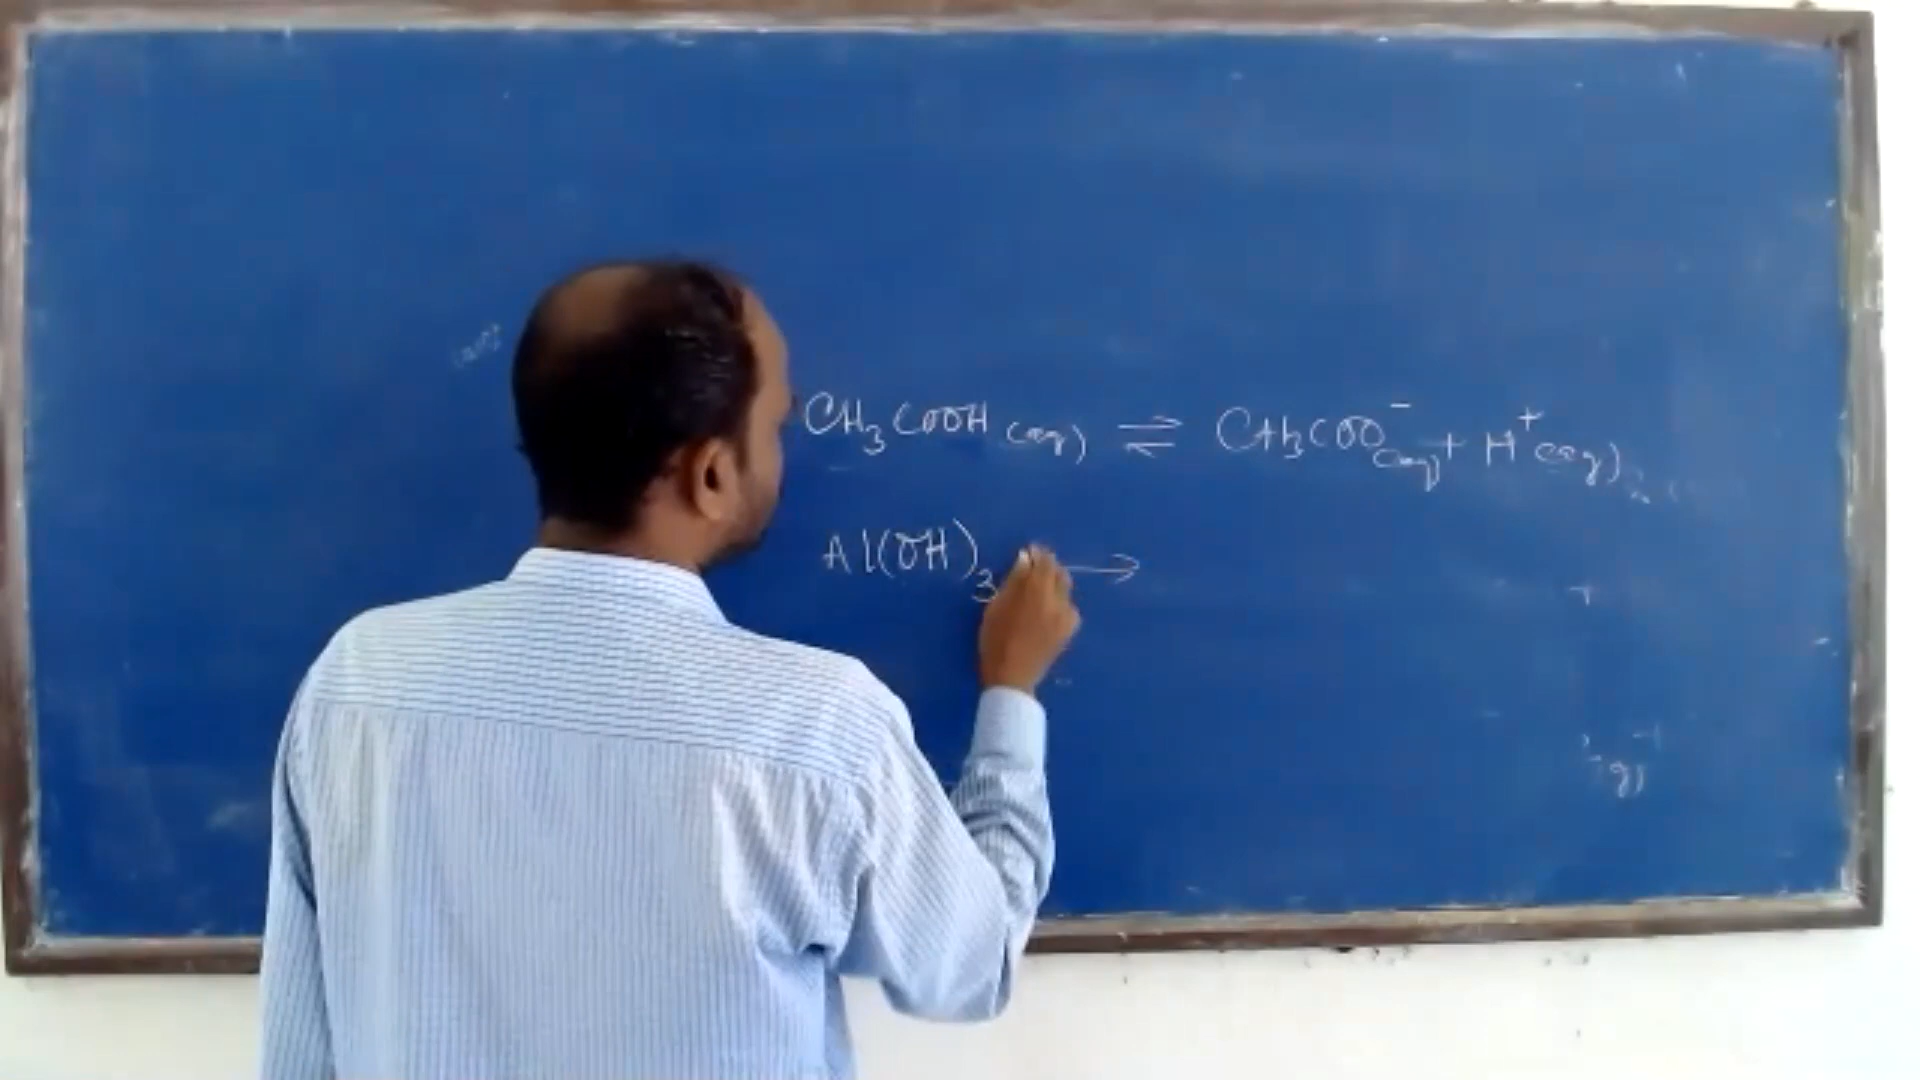 CH₃COOH (aq) ⇌ CH₃COO⁻(aq) + H⁺(aq)
Al(OH)₃ →